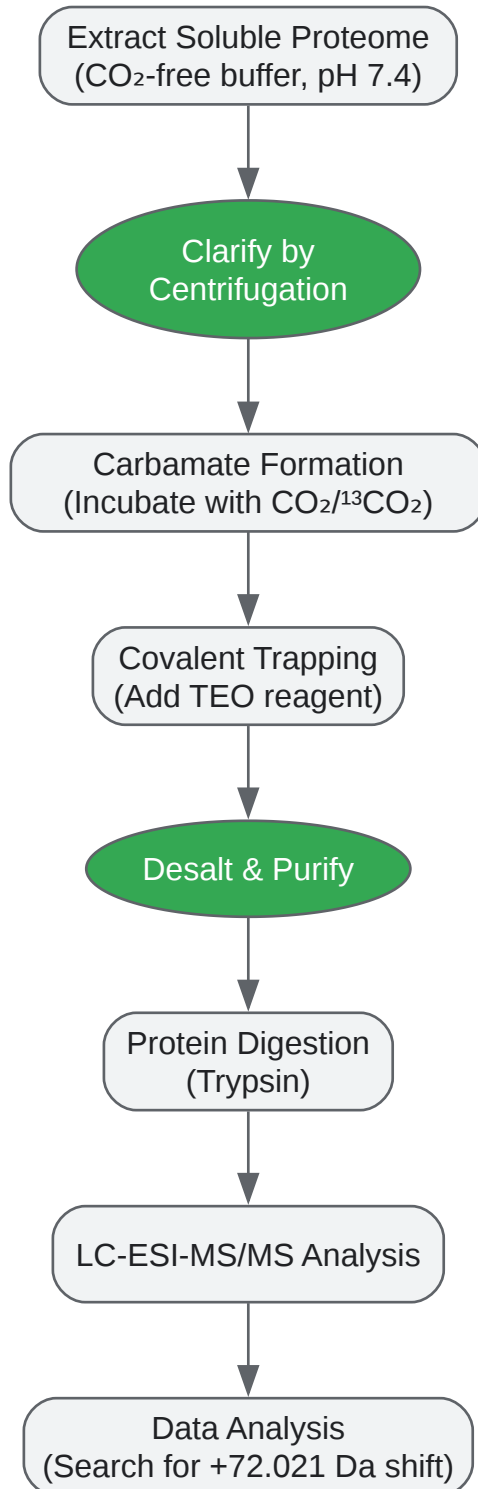 Extract Soluble Proteome
(CO₂-free buffer, pH 7.4)
Clarify by
Centrifugation
Carbamate Formation
(Incubate with CO₂/¹³CO₂)
Covalent Trapping
(Add TEO reagent)
Desalt & Purify
Protein Digestion
(Trypsin)
LC-ESI-MS/MS Analysis
Data Analysis
(Search for +72.021 Da shift)